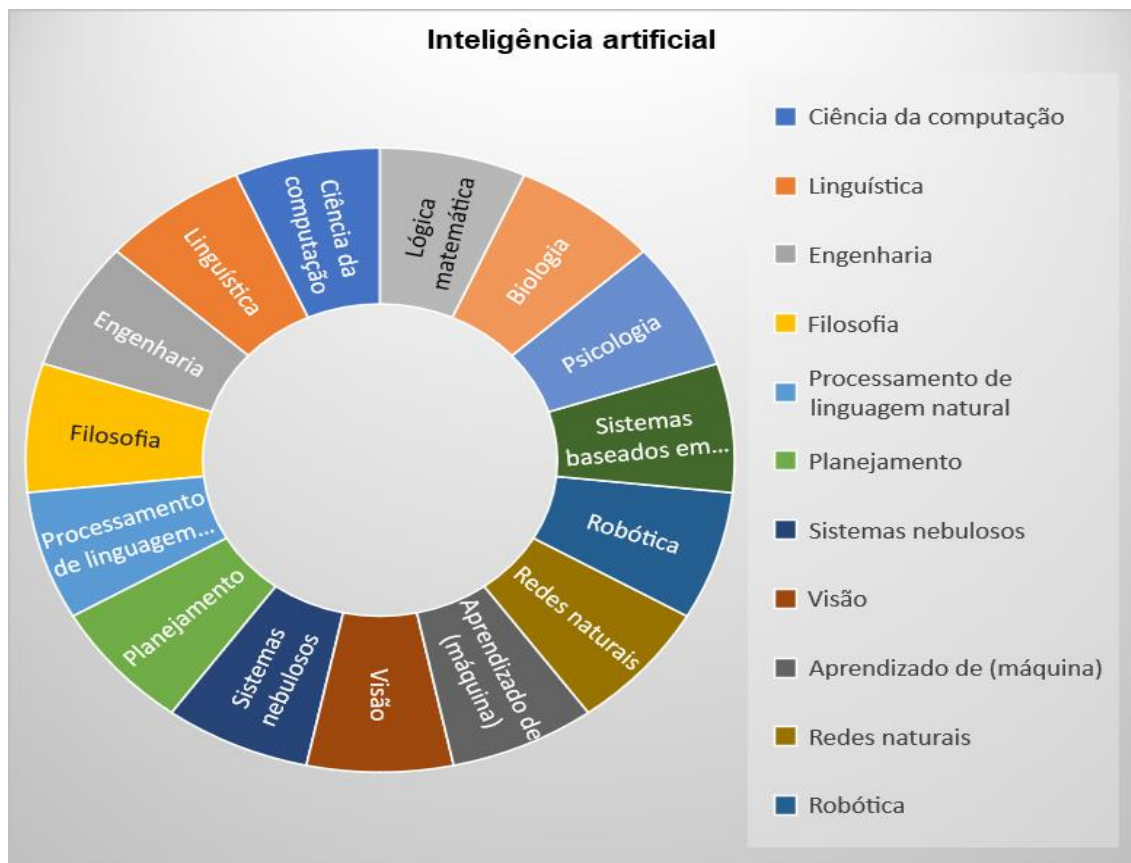 Inteligência artificial
Ciência da
computação
Lógica
matemática
Biologia
Psicologia
Sistemas
baseados em...
Robótica
Redes naturais
Aprendizado de
(máquina)
Visão
Sistemas
nebulosos
Planejamento
Processamento
de linguagem...
Filosofia
Engenharia
Linguística
Ciência da computação
Linguística
Engenharia
Filosofia
Processamento de
linguagem natural
Planejamento
Sistemas nebulosos
Visão
Aprendizado de (máquina)
Redes naturais
Robótica